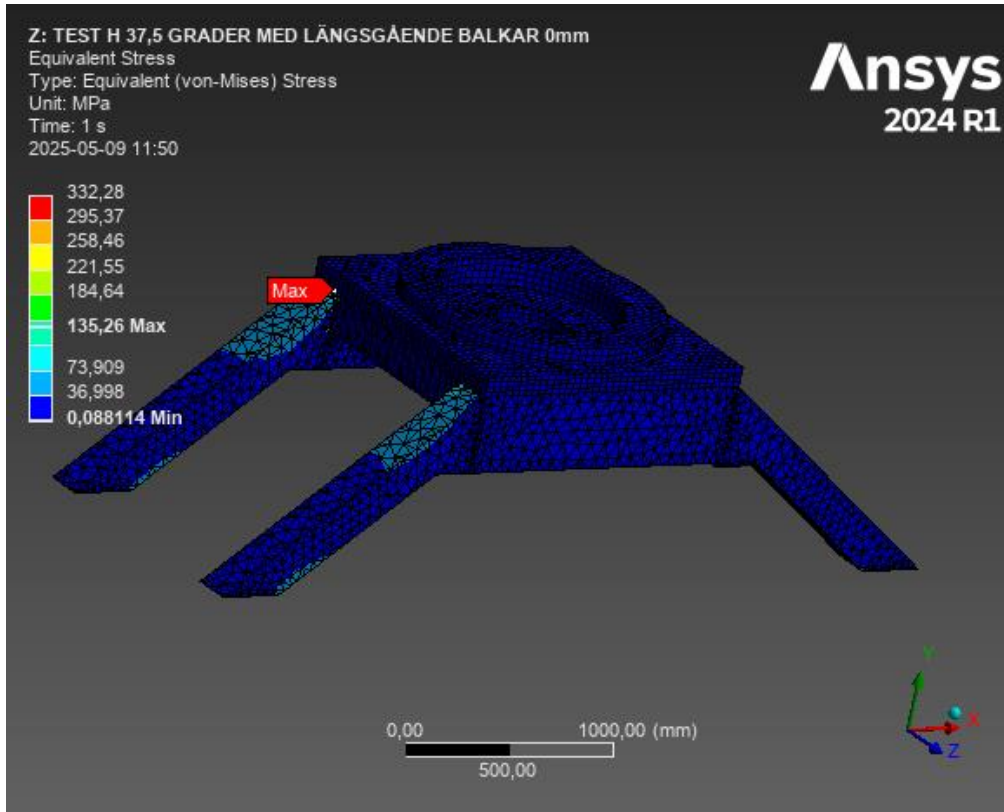 Z: TEST H 37,5 GRADER MED LÄNGSGÅENDE BALKAR 0mm
Equivalent Stress
Type: Equivalent (von-Mises) Stress
Unit: MPa
Time: 1 s
2025-05-09 11:50
Ansys
2024 R1
332,28
295,37
258,46
221,55
184,64
135,26 Max
73,909
36,998
0,088114 Min
Max
0,00
1000,00 (mm)
500,00
Y
X
Z